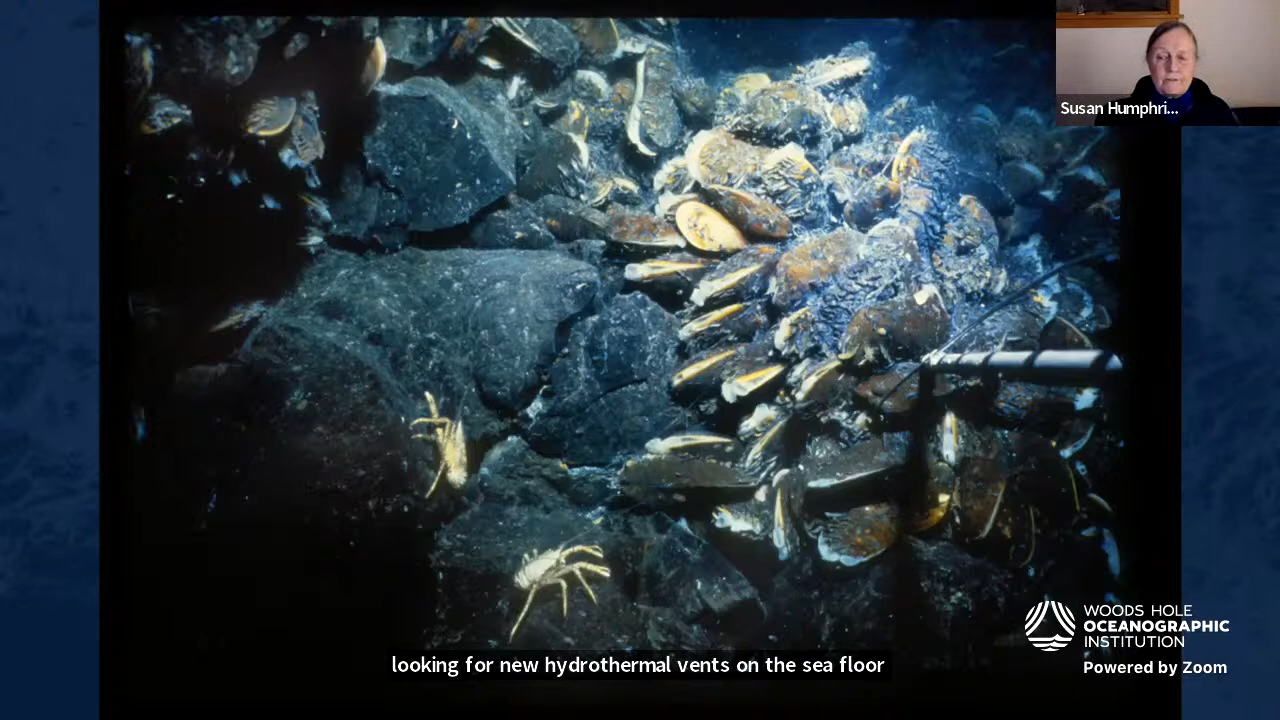 Susan Humphri...
looking for new hydrothermal vents on the sea floor
WOODS HOLE
OCEANOGRAPHIC
INSTITUTION
Powered by Zoom